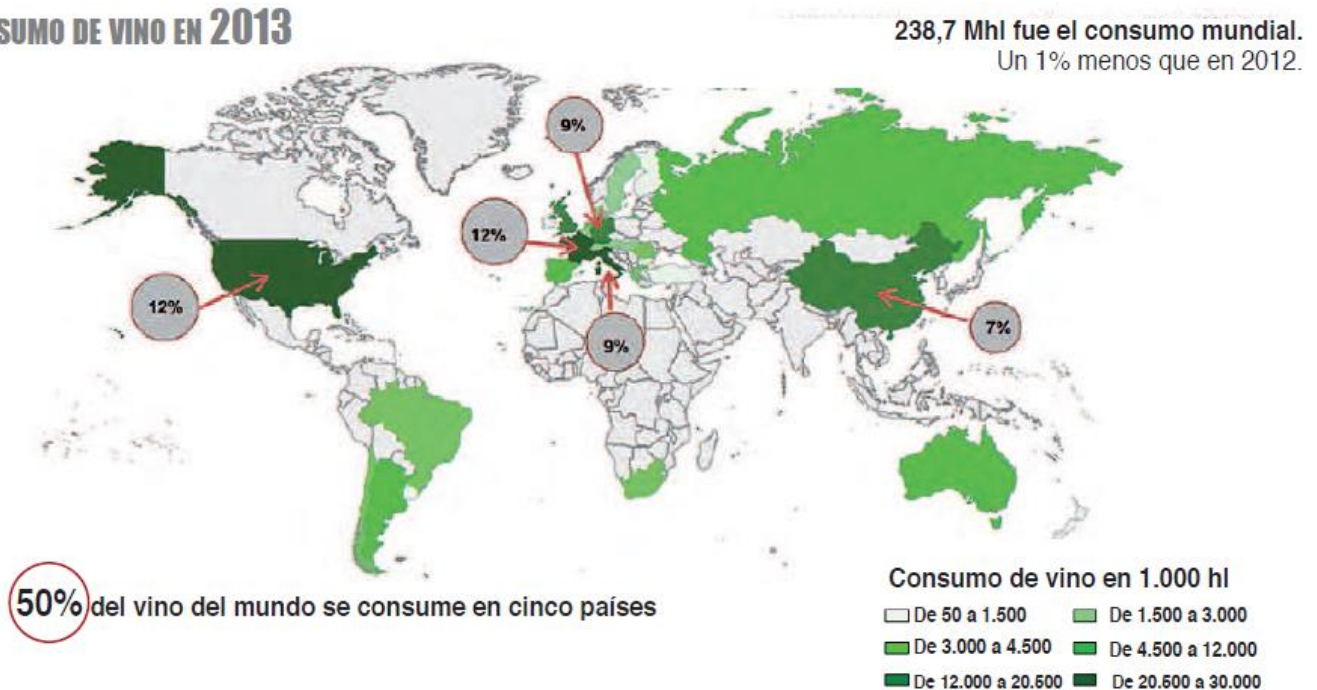 SUMO DE VINO EN 2013
238,7 Mhl fue el consumo mundial.
Un 1% menos que en 2012.
9%
12%
12%
9%
7%
50% del vino del mundo se consume en cinco países
Consumo de vino en 1.000 hl
De 50 a 1.500 De 1.500 a 3.000
De 3.000 a 4.500 De 4.500 a 12.000
De 12.000 a 20.500 De 20.500 a 30.000